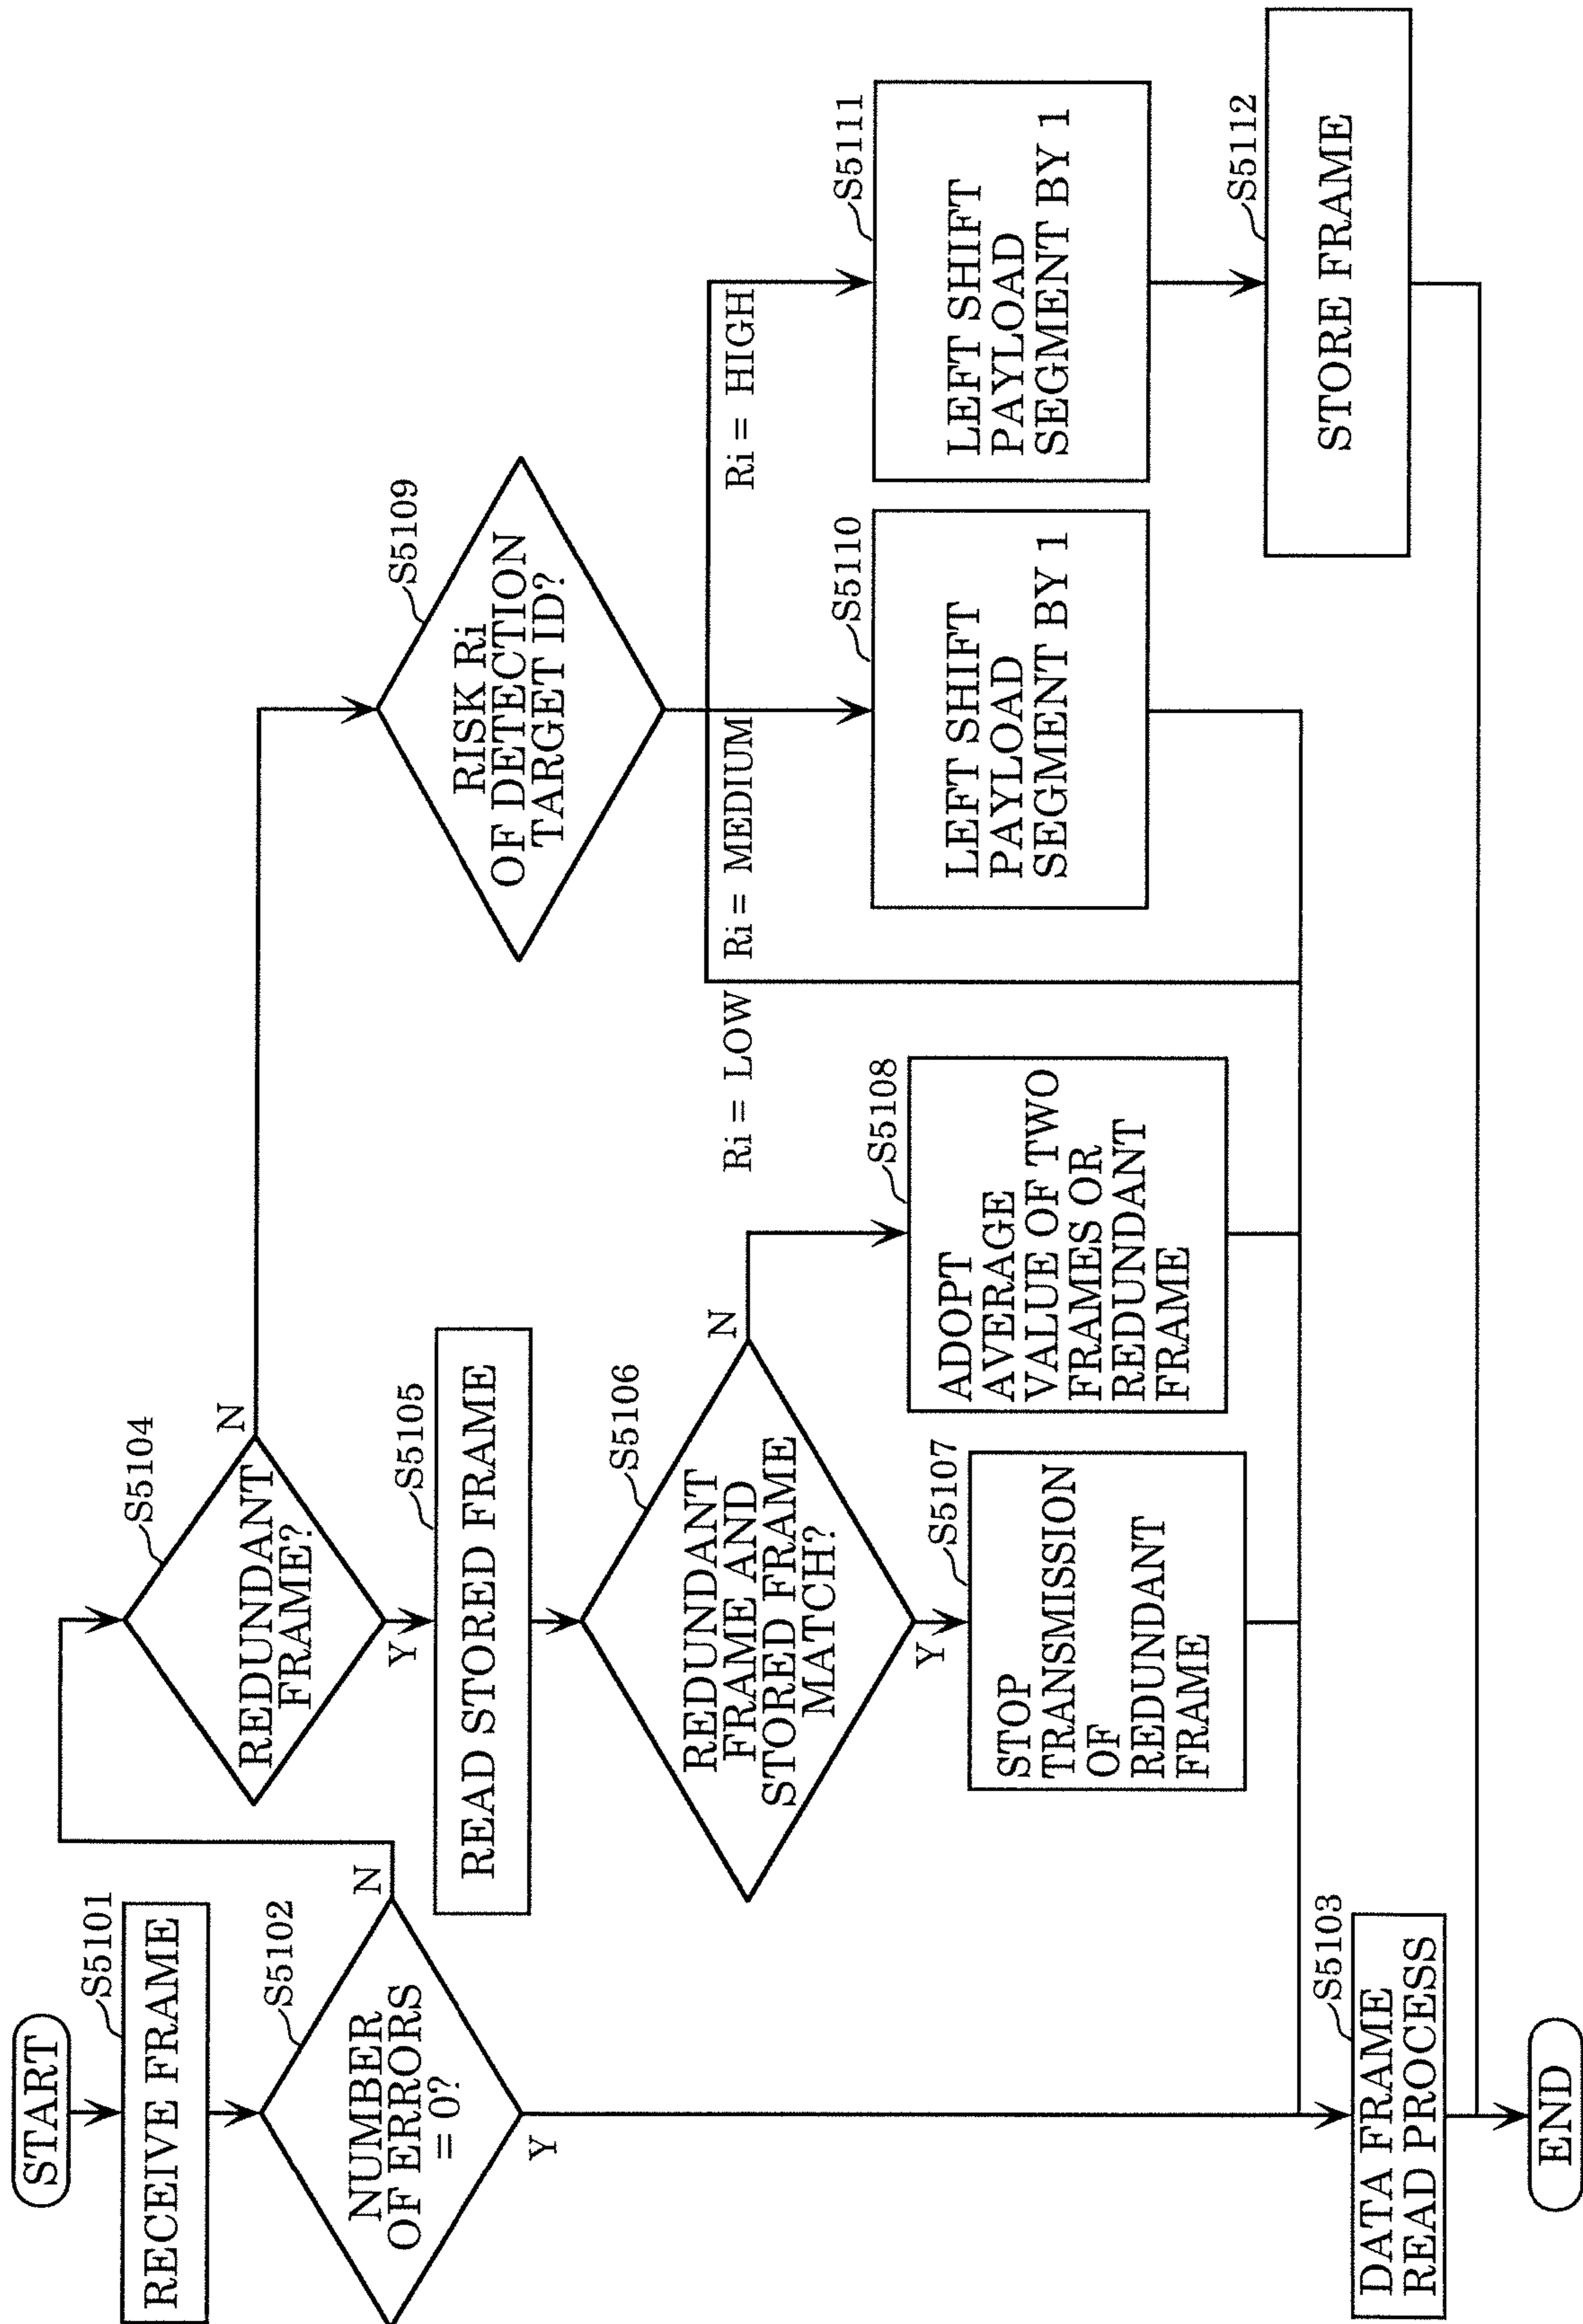 START
S5101
RECEIVE FRAME
S5102
NUMBER
OF ERRORS
= 0?
N
Y
S5103
DATA FRAME
READ PROCESS
END
S5104
REDUNDANT
FRAME?
N
Y
S5105
READ STORED FRAME
S5106
REDUNDANT
FRAME AND
STORED FRAME
MATCH?
N
Y
S5107
STOP
TRANSMISSION
OF
REDUNDANT
FRAME
S5108
ADOPT
AVERAGE
VALUE OF TWO
FRAMES OR
REDUNDANT
FRAME
S5109
RISK Ri
OF DETECTION
TARGET ID?
Ri = LOW
Ri = MEDIUM
Ri = HIGH
S5110
LEFT SHIFT
PAYLOAD
SEGMENT BY 1
S5111
LEFT SHIFT
PAYLOAD
SEGMENT BY 1
S5112
STORE FRAME